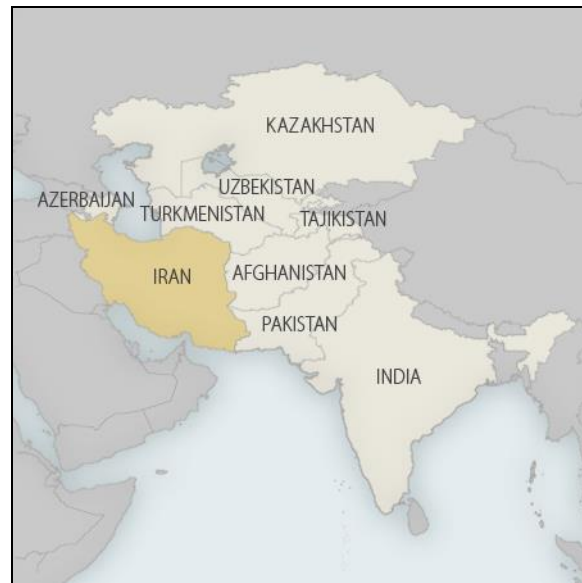 KAZAKHSTAN
UZBEKISTAN
AZERBAIJAN
TURKMENISTAN
TAJIKISTAN
IRAN
AFGHANISTAN
PAKISTAN
INDIA